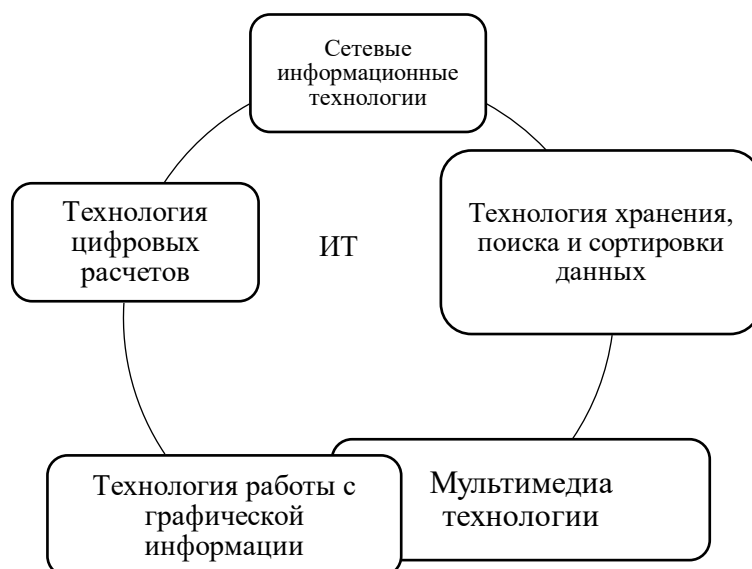 Сетевые
информационные
технологии
Технология хранения,
поиска и сортировки
данных
Мультимедиа
технологии
Технология работы с
графической
информации
Технология
цифровых
расчетов
ИТ